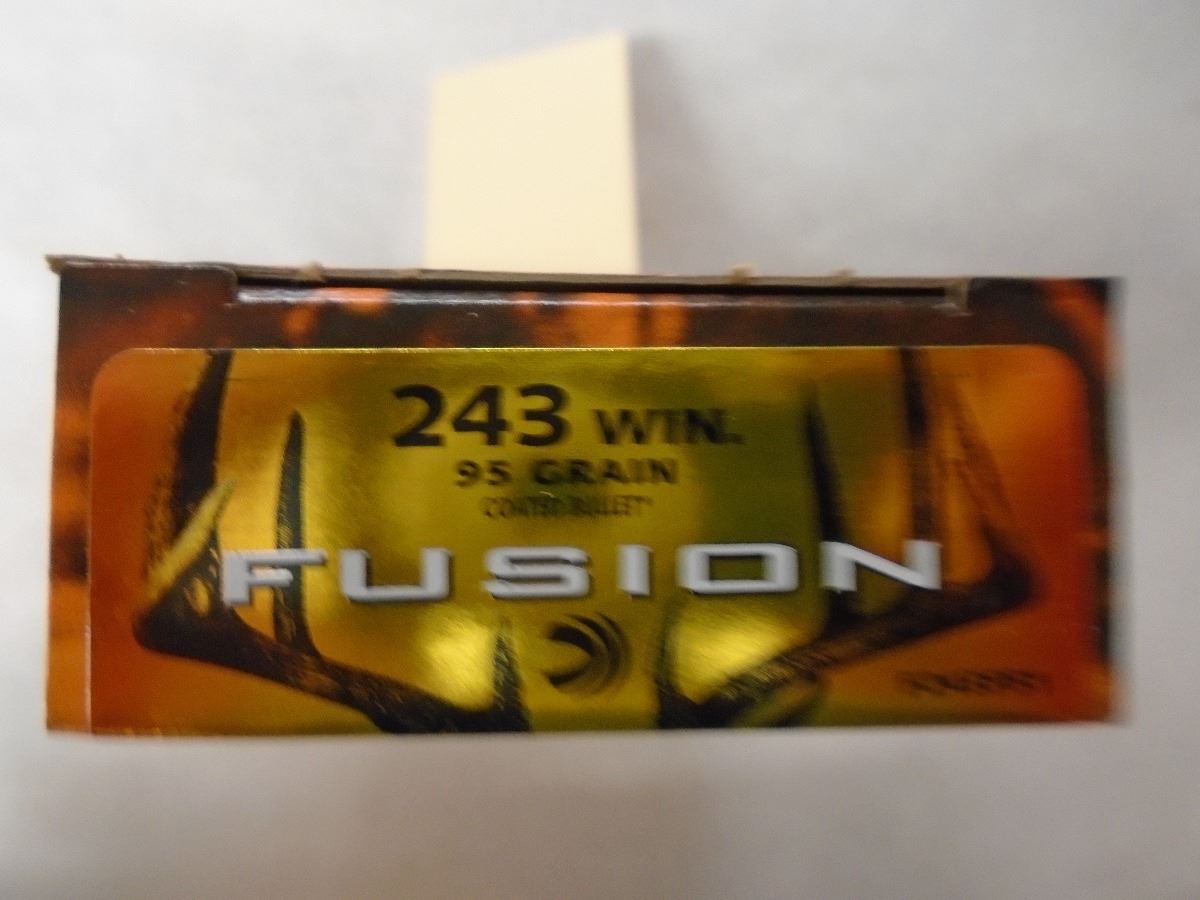 243 WIN.
95 GRAIN
COATED BULLET*
FUSION